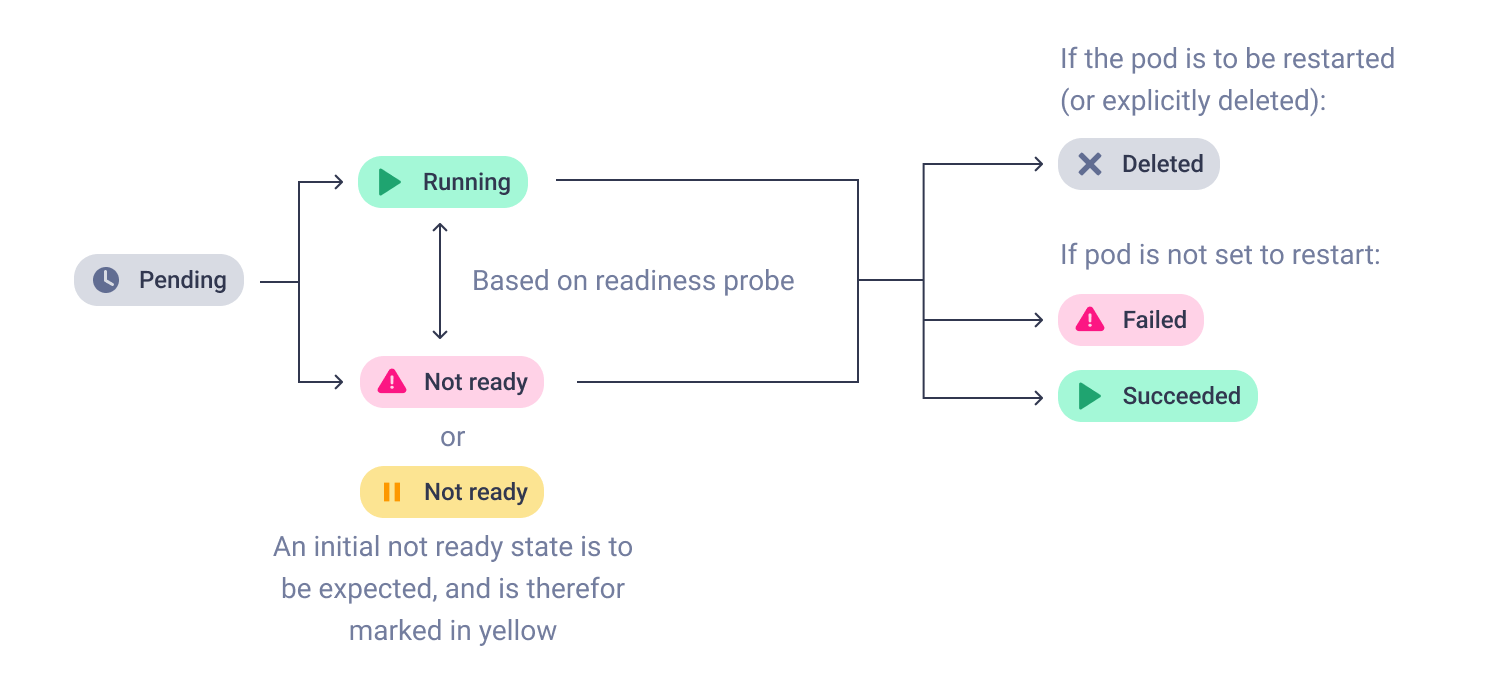 If the pod is to be restarted
(or explicitly deleted):
Deleted
Running
If pod is not set to restart:
Pending
Based on readiness probe
Failed
Not ready
Succeeded
or
Not ready
An initial not ready state is to
be expected, and is therefor
marked in yellow